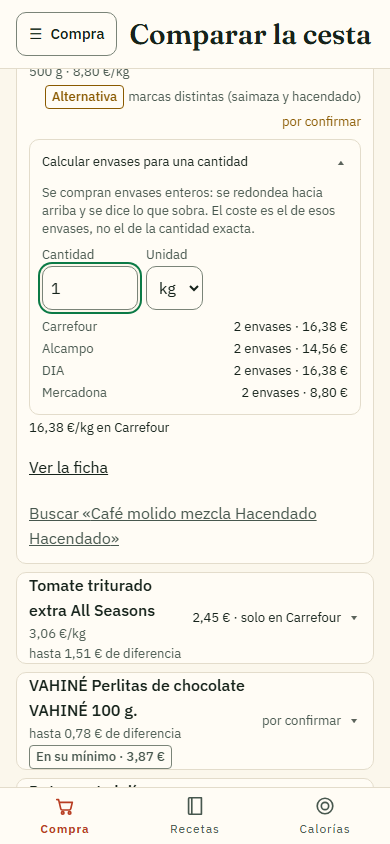 ☰ Compra
Comparar la cesta
500 g · 8,80 €/kg
Alternativa marcas distintas (saimaza y hacendado)
por confirmar
Calcular envases para una cantidad
Se compran envases enteros: se redondea hacia
arriba y se dice lo que sobra. El coste es el de esos
envases, no el de la cantidad exacta.
Cantidad Unidad
1 kg
Carrefour 2 envases · 16,38 €
Alcampo 2 envases · 14,56 €
DIA 2 envases · 16,38 €
Mercadona 2 envases · 8,80 €
16,38 €/kg en Carrefour
Ver la ficha
Buscar «Café molido mezcla Hacendado
Hacendado»
Tomate triturado
extra All Seasons
2,45 € · solo en Carrefour
3,06 €/kg
hasta 1,51 € de diferencia
VAHINÉ Perlitas de chocolate
VAHINÉ 100 g.
por confirmar
hasta 0,78 € de diferencia
En su mínimo · 3,87 €
Compra Recetas Calorías